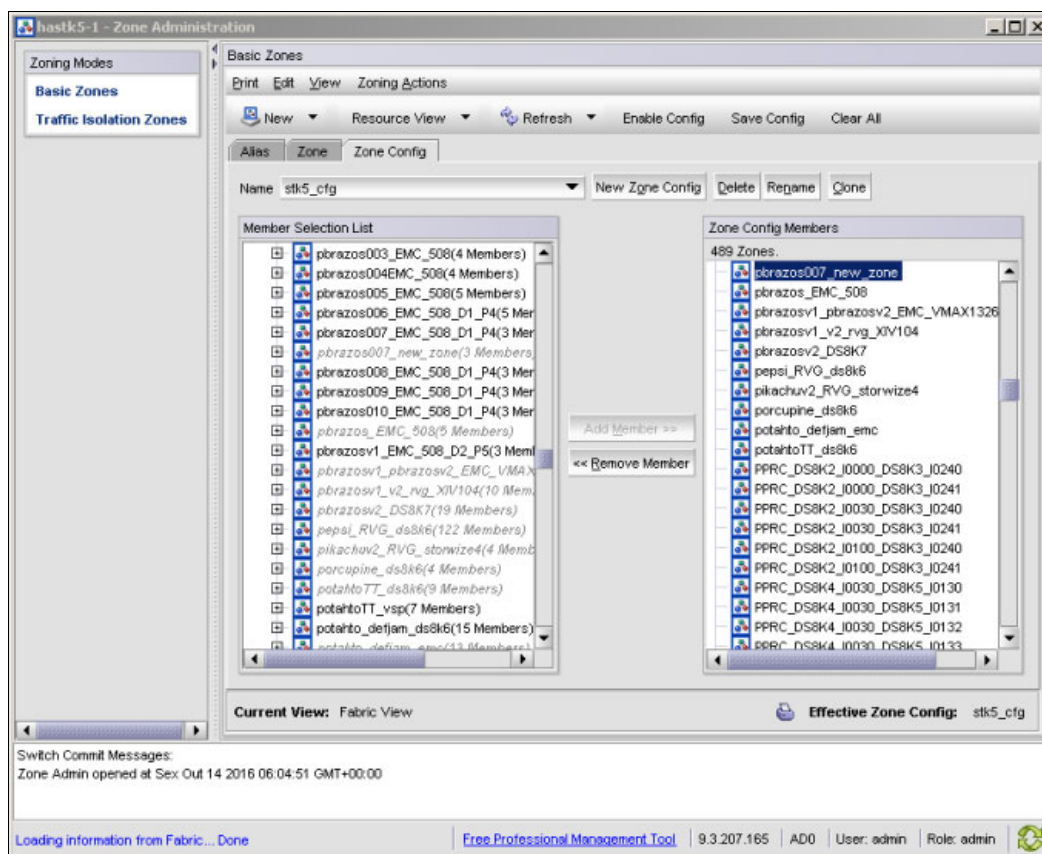 hastk5-1 - Zone Administration
Zoning Modes
Basic Zones
Traffic Isolation Zones
Basic Zones
Print Edit View Zoning Actions
New Resource View Refresh Enable Config Save Config Clear All
Alias Zone Zone Config
Name stk5_cfg New Zone Config Delete Rename Clone
Member Selection List
pbrazos003_EMC_508(4 Members)
pbrazos004EMC_508(4 Members)
pbrazos005_EMC_508(5 Members)
pbrazos006_EMC_508_D1_P4(5 Mer
pbrazos007_EMC_508_D1_P4(3 Mer
pbrazos007_new_zone(3 Members
pbrazos008_EMC_508_D1_P4(3 Mer
pbrazos009_EMC_508_D1_P4(3 Mer
pbrazos010_EMC_508_D1_P4(3 Mer
pbrazos_EMC_508(5 Members)
pbrazosv1_EMC_508_D2_P5(3 Meml
pbrazosv1_pbrazosv2_EMC_VMAX
pbrazosv1_v2_rvg_XIV104(10 Mem.
pbrazosv2_DS8K7(19 Members)
pepsi_RVG_ds8k6(122 Members)
pikachuv2_RVG_storwize4(4 Memb
porcupine_ds8k6(4 Members)
potahtoTT_ds8k6(9 Members)
potahtoTT_vsp(7 Members)
potahto_defjam_ds8k6(15 Members)
potahto_defjam_emc(13 Members)
Add Member >>
<< Remove Member
Zone Config Members
489 Zones.
pbrazos007_new_zone
pbrazos_EMC_508
pbrazosv1_pbrazosv2_EMC_VMAX1326
pbrazosv1_v2_rvg_XIV104
pbrazosv2_DS8K7
pepsi_RVG_ds8k6
pikachuv2_RVG_storwize4
porcupine_ds8k6
potahto_defjam_emc
potahtoTT_ds8k6
PPRC_DS8K2_I0000_DS8K3_I0240
PPRC_DS8K2_I0000_DS8K3_I0241
PPRC_DS8K2_I0030_DS8K3_I0240
PPRC_DS8K2_I0030_DS8K3_I0241
PPRC_DS8K2_I0100_DS8K3_I0240
PPRC_DS8K2_I0100_DS8K3_I0241
PPRC_DS8K4_I0030_DS8K5_I0130
PPRC_DS8K4_I0030_DS8K5_I0131
PPRC_DS8K4_I0030_DS8K5_I0132
PPRC_DS8K4_I0030_DS8K5_I0133
Current View: Fabric View
Effective Zone Config: stk5_cfg
Switch Commit Messages:
Zone Admin opened at Sex Out 14 2016 06:04:51 GMT+00:00
Loading information from Fabric... Done
Free Professional Management Tool 9.3.207.165 AD0 User: admin Role: admin